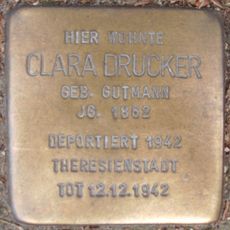 HIER WOHNTE
CLARA DRUCKER
GEB. GUTMANN
JG. 1862
DEPORTIERT 1942
THERESIENSTADT
TOT 12.12.1942